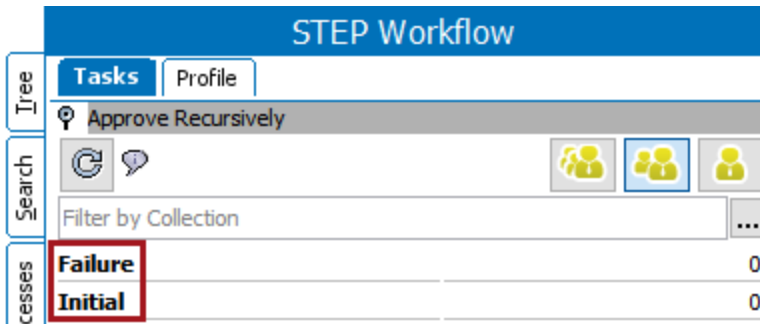 STEP Workflow
Tree
Search
cesses
Tasks Profile
Approve Recursively
Filter by Collection ...
Failure 0
Initial 0